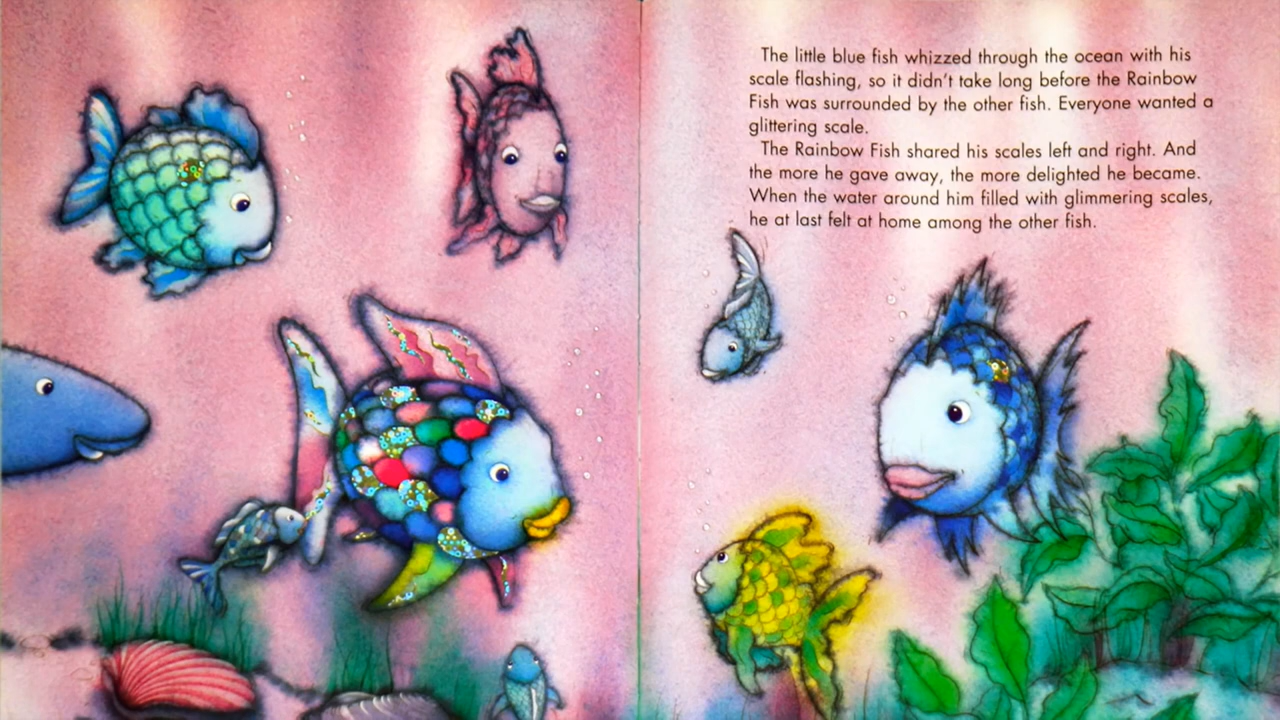 The little blue fish whizzed through the ocean with his
scale flashing, so it didn't take long before the Rainbow
Fish was surrounded by the other fish. Everyone wanted a
glittering scale.
The Rainbow Fish shared his scales left and right. And
the more he gave away, the more delighted he became.
When the water around him filled with glimmering scales,
he at last felt at home among the other fish.